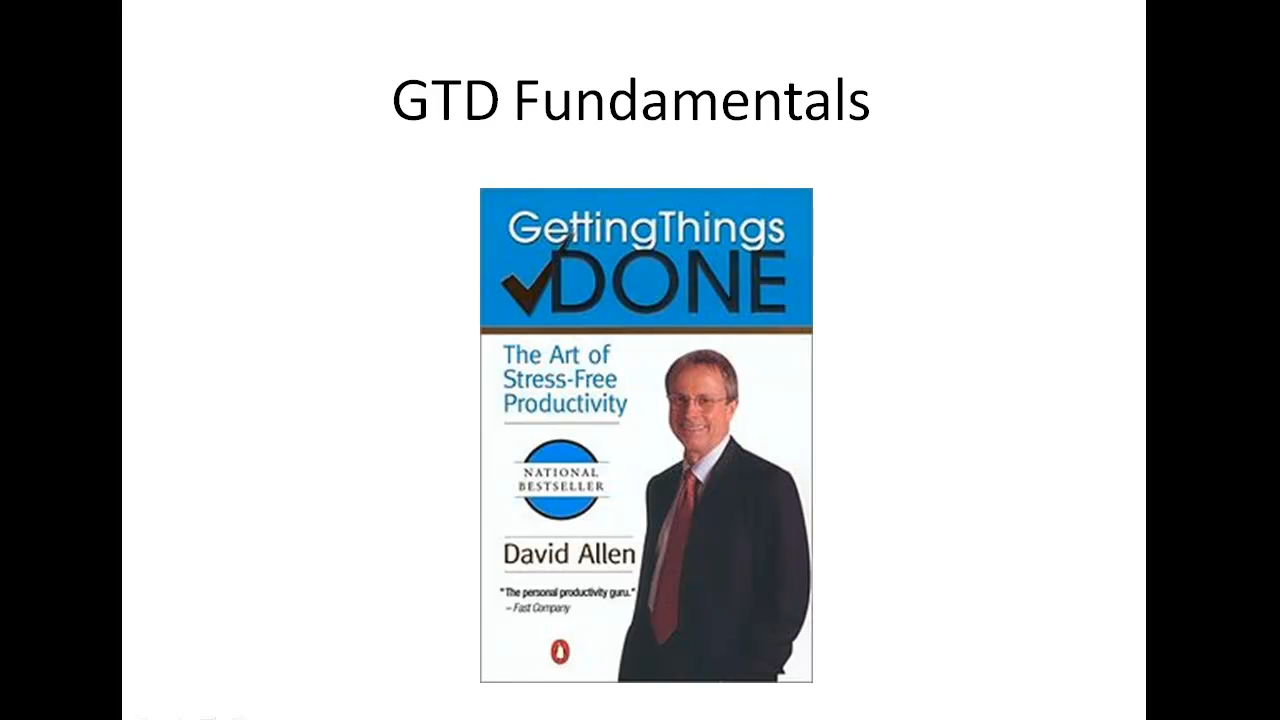 GTD Fundamentals
GettingThings
DONE
The Art of
Stress-Free
Productivity
NATIONAL
BESTSELLER
David Allen
"The personal productivity guru."
– Fast Company